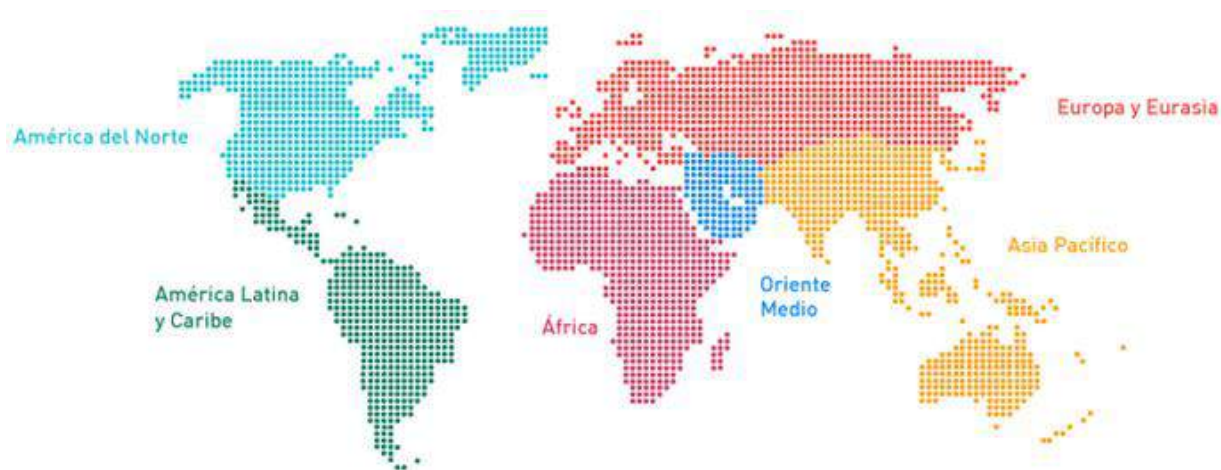 América del Norte
Europa y Eurasia
América Latina
y Caribe
África
Oriente
Medio
Asia Pacífico